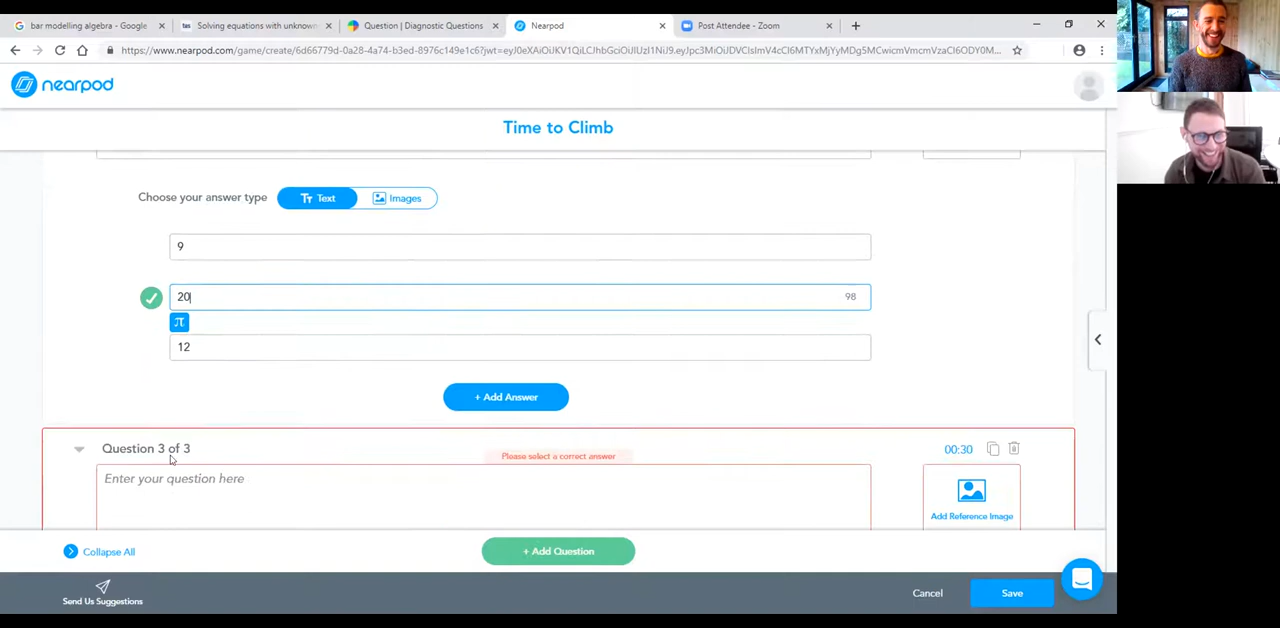 bar modelling algebra - Google
Solving equations with unknown
Question | Diagnostic Questions
Nearpod
Post Attendee - Zoom
nearpod
Time to Climb
Choose your answer type
Text
Images
9
20
98
π
12
+ Add Answer
Question 3 of 3
00:30
Please select a correct answer
Enter your question here
Add Reference Image
Collapse All
+ Add Question
Send Us Suggestions
Cancel
Save